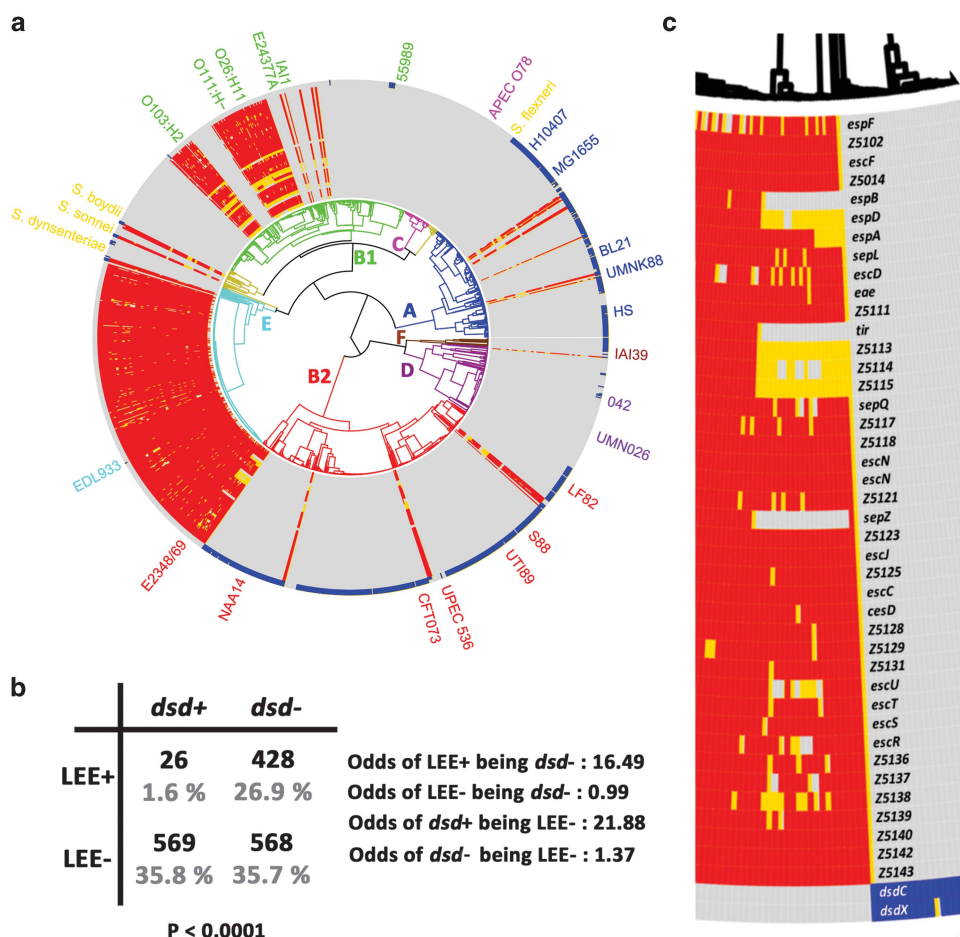 a
55989
E24377A
IAI1
O26:H11
O111:H–
O103:H2
APEC O78
S. flexneri
H10407
MG1655
S. boydii
S. sonnei
S. dynsenteriae
BL21
UMNK88
HS
IAI39
042
UMN026
LF82
S88
UTI89
UPEC 536
CFT073
NAA14
E2348/69
EDL933
B1
C
A
E
F
D
B2
b
dsd+ dsd-
LEE+ 26 428
1.6 % 26.9 %
LEE- 569 568
35.8 % 35.7 %
P < 0.0001
Odds of LEE+ being dsd- : 16.49
Odds of LEE- being dsd- : 0.99
Odds of dsd+ being LEE- : 21.88
Odds of dsd- being LEE- : 1.37
c
espF
Z5102
escF
Z5014
espB
espD
espA
sepL
escD
eae
Z5111
tir
Z5113
Z5114
Z5115
sepQ
Z5117
Z5118
escN
escN
Z5121
sepZ
Z5123
escJ
Z5125
escC
cesD
Z5128
Z5129
Z5131
escU
escT
escS
escR
Z5136
Z5137
Z5138
Z5139
Z5140
Z5142
Z5143
dsdC
dsdX